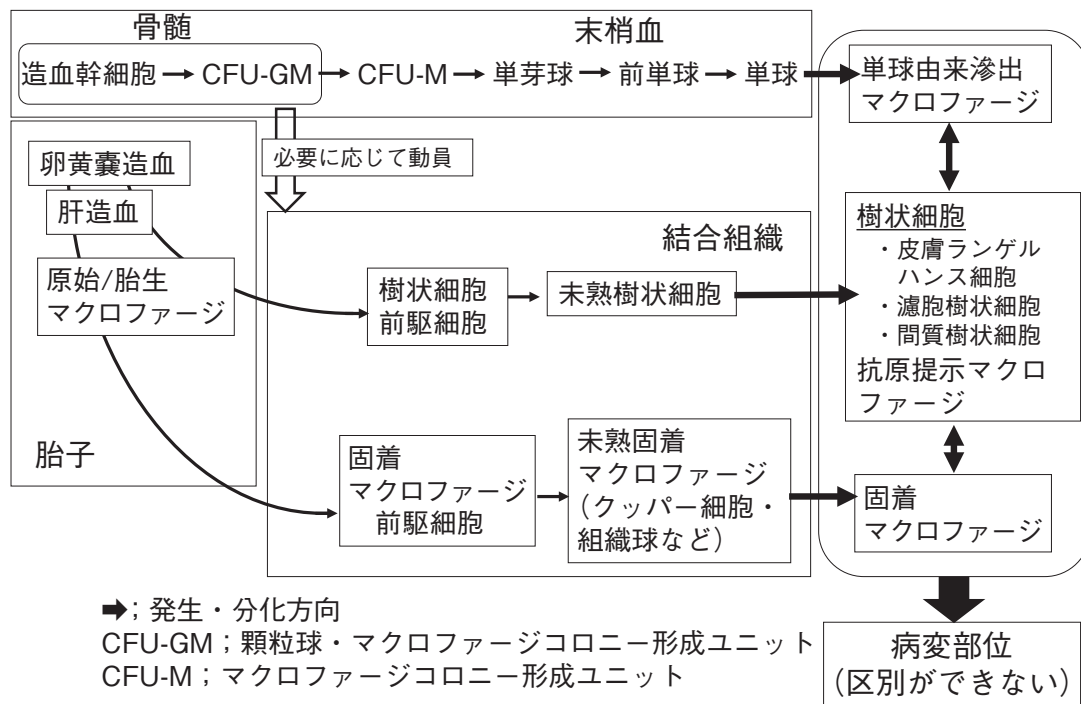 骨髄
末梢血
造血幹細胞
CFU-GM
CFU-M
単芽球
前単球
単球
単球由来滲出
マクロファージ
卵黄嚢造血
肝造血
原始/胎生
マクロファージ
胎子
必要に応じて動員
結合組織
樹状細胞
前駆細胞
未熟樹状細胞
固着
マクロファージ
前駆細胞
未熟固着
マクロファージ
(クッパー細胞・
組織球など)
樹状細胞
・皮膚ランゲル
ハンス細胞
・濾胞樹状細胞
・間質樹状細胞
抗原提示マクロ
ファージ
固着
マクロファージ
病変部位
(区別ができない)
➡;発生・分化方向
CFU-GM;顆粒球・マクロファージコロニー形成ユニット
CFU-M;マクロファージコロニー形成ユニット